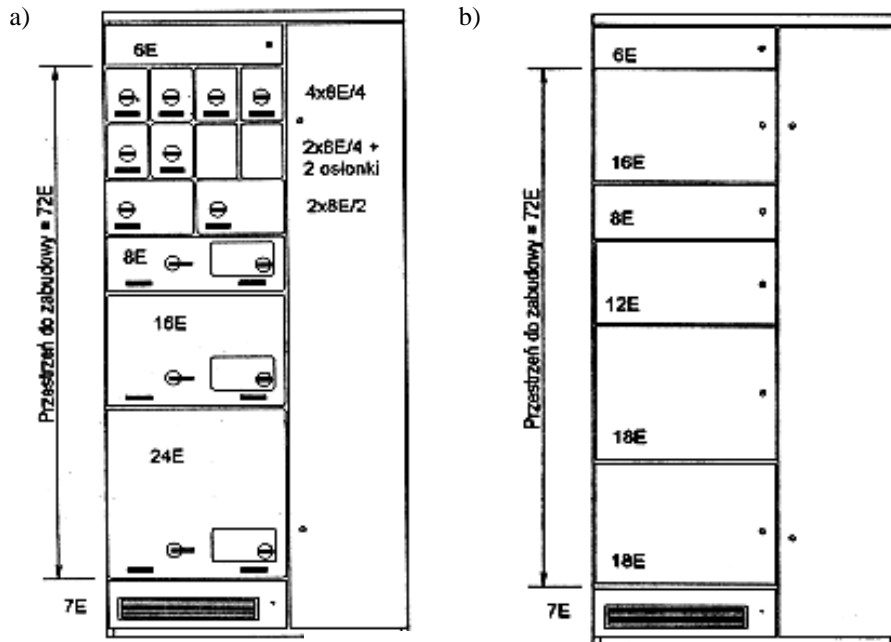 a)
6E
4x8E/4
2x8E/4 +
2 osłonki
2x8E/2
8E
16E
24E
7E
Przestrzeń do zabudowy = 72E
b)
6E
16E
8E
12E
18E
18E
7E
Przestrzeń do zabudowy = 72E